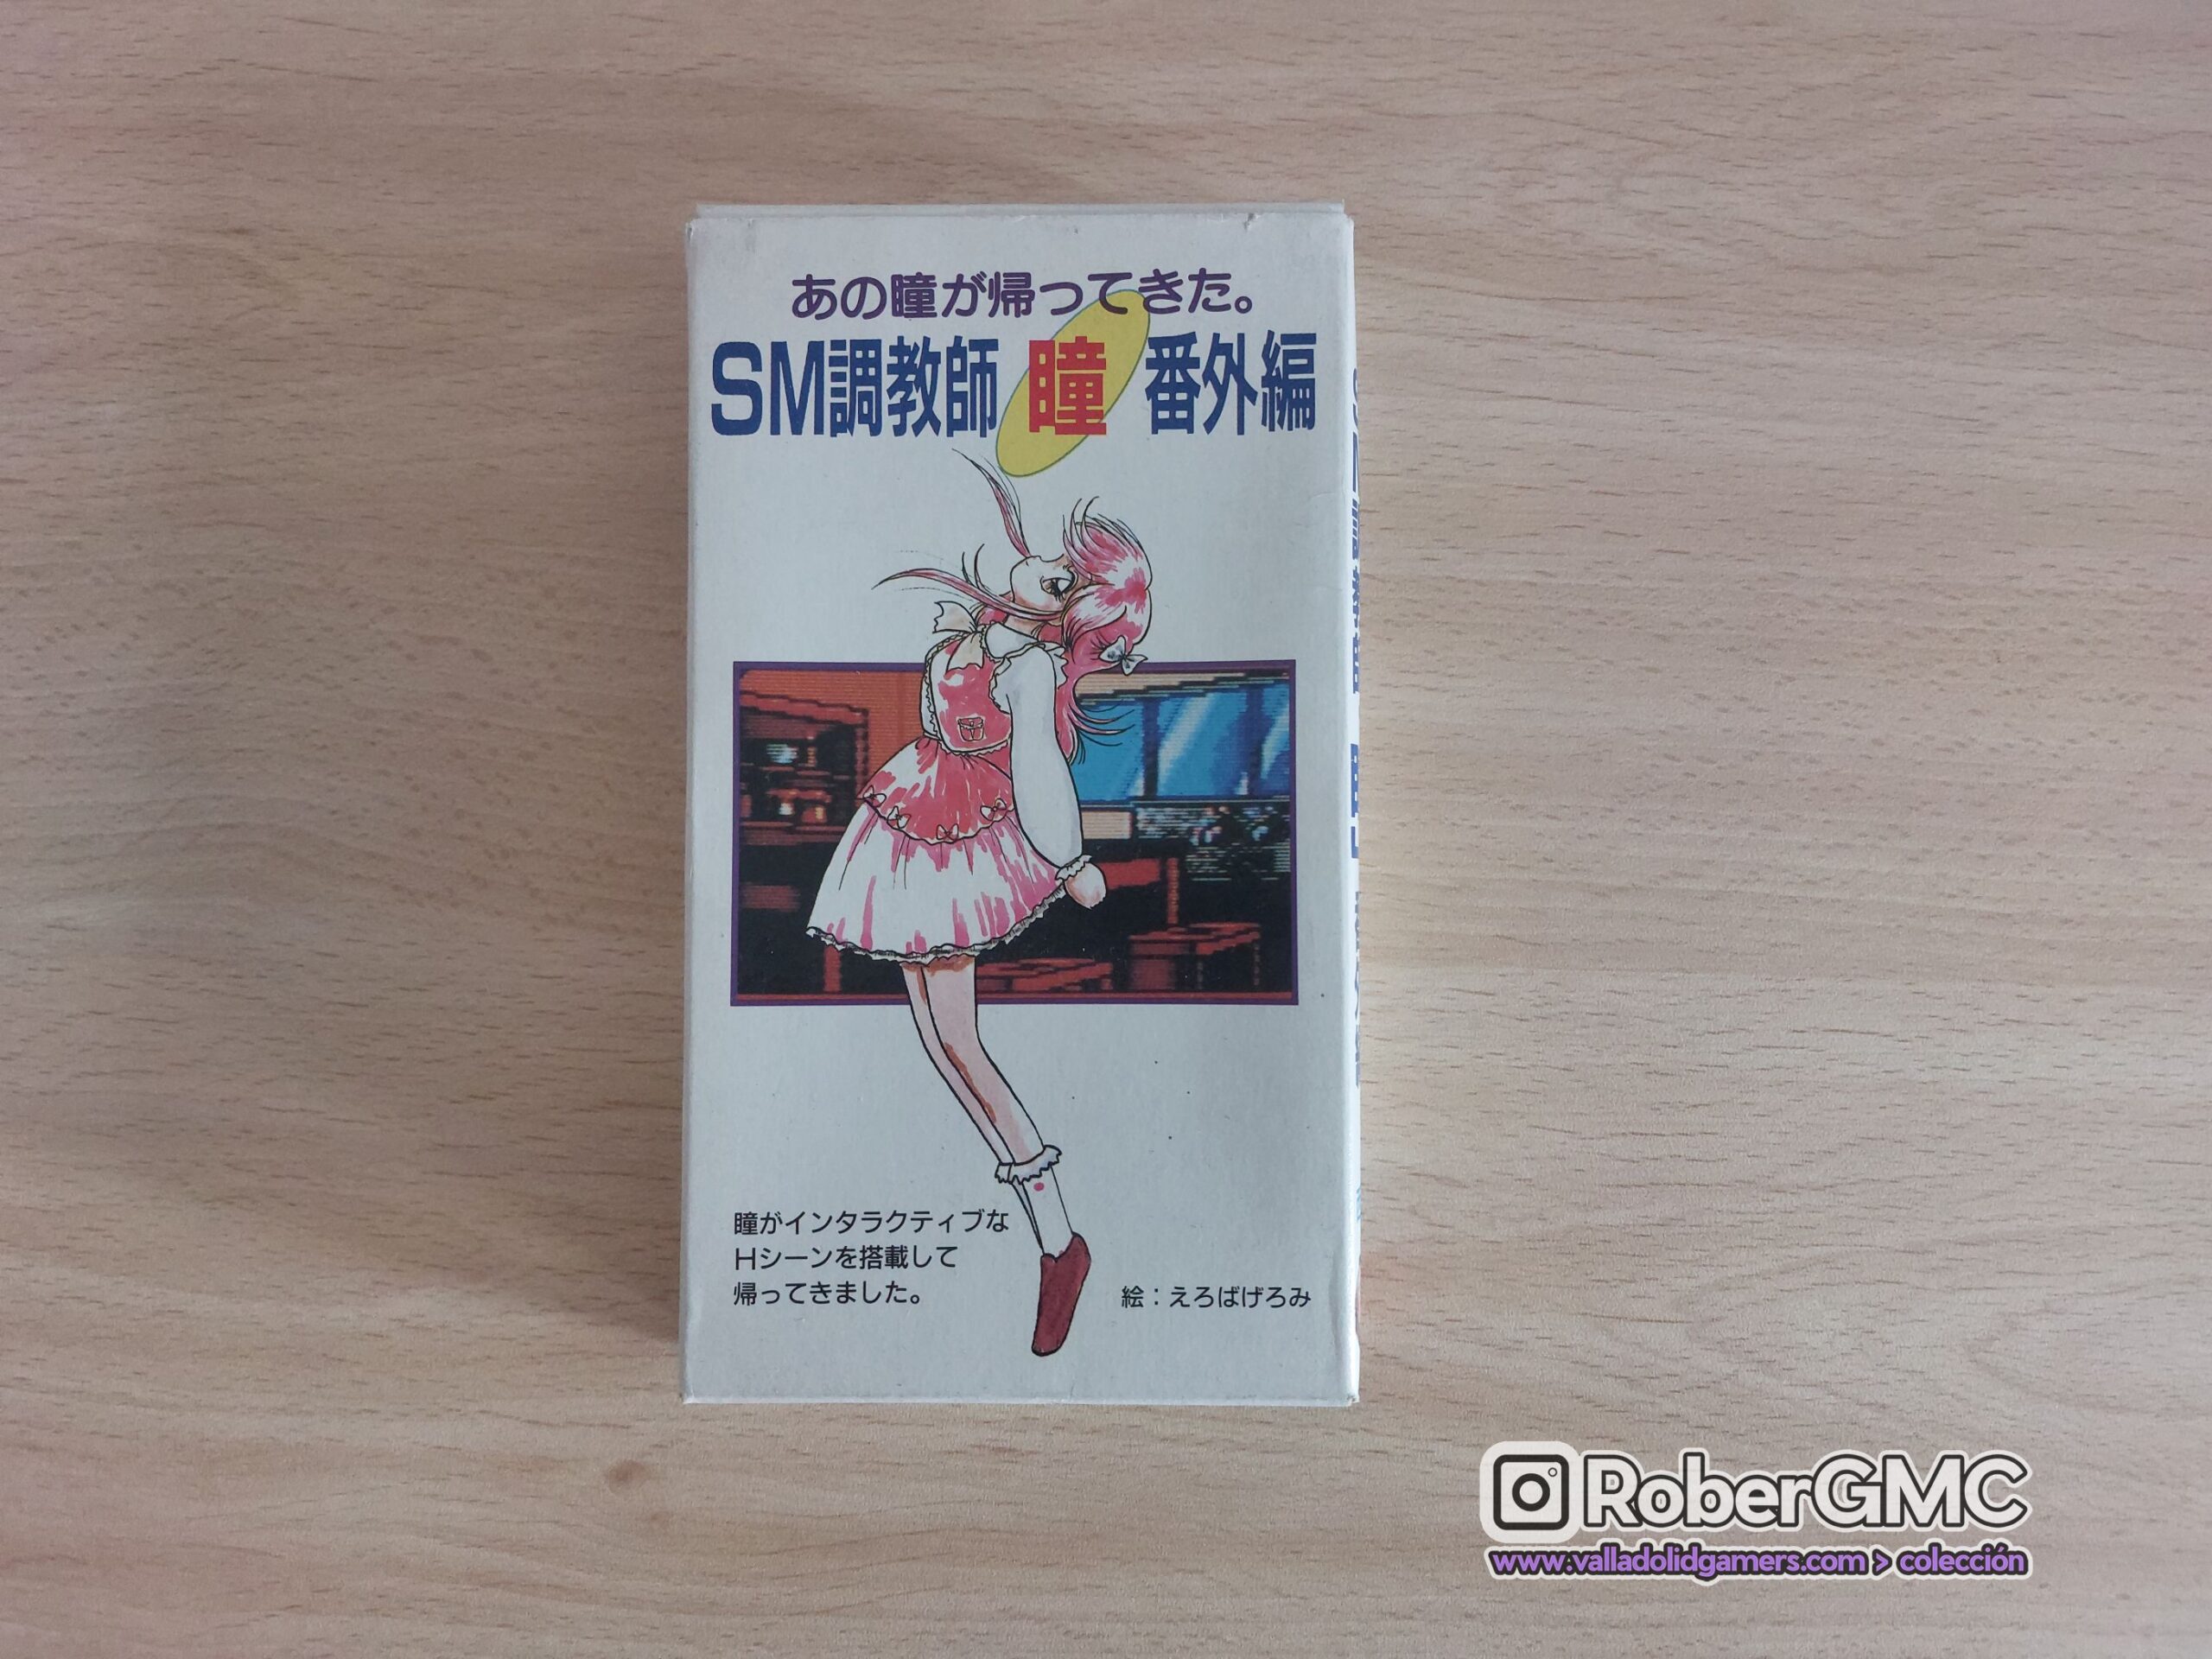 あの瞳が帰ってきた。
SM調教師 瞳 番外編
瞳がインタラクティブな
Hシーンを搭載して
帰ってきました。
絵：えろばげろみ
RoberGMC
www.valladolidgamers.com > colección